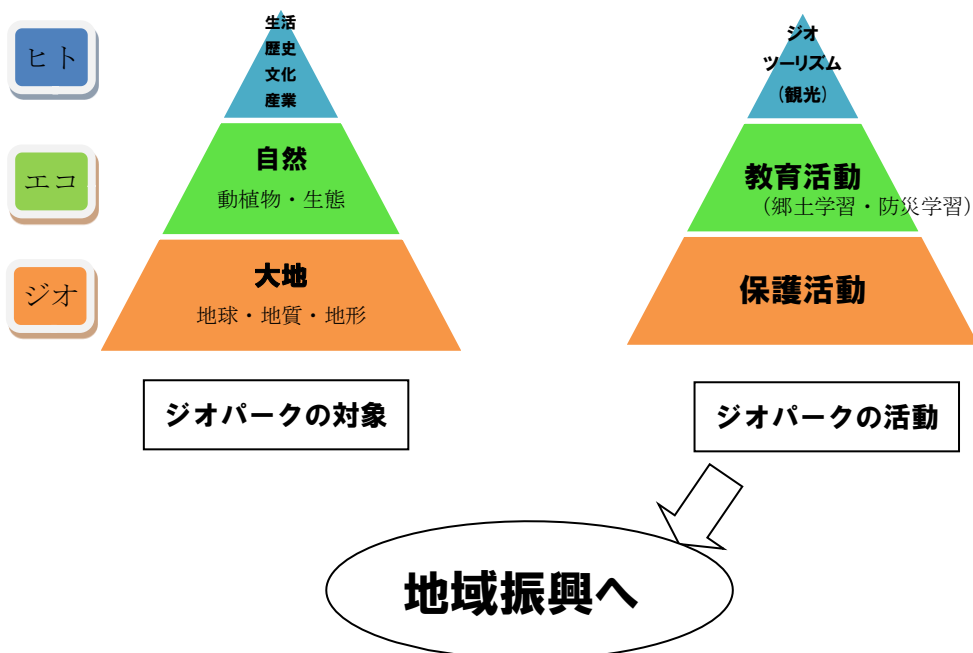 ヒト
生活
歴史
文化
産業
エコ
自然
動植物・生態
ジオ
大地
地球・地質・地形
ジオパークの対象
ジオ
ツーリズム
(観光)
教育活動
(郷土学習・防災学習)
保護活動
ジオパークの活動
地域振興へ